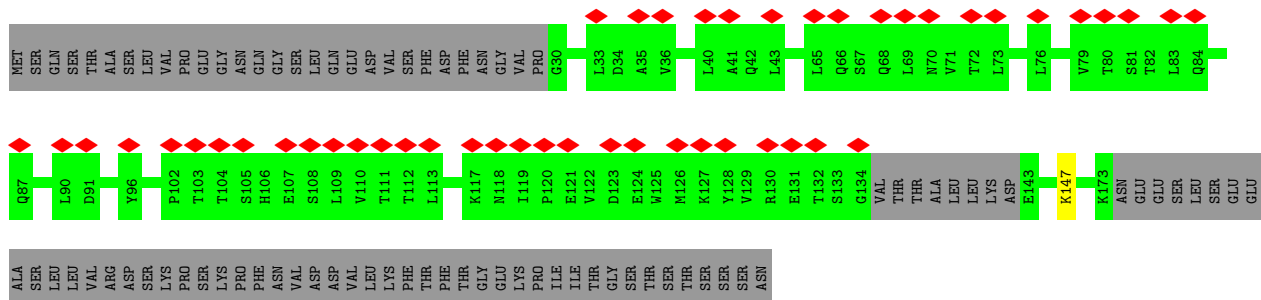 MET SER GLN SER THR ALA SER LEU VAL PRO GLU GLY ASN GLN GLY SER LEU GLN GLU ASP VAL SER PHE ASP PHE ASN GLY VAL PRO G30 L33 D34 A35 V36 L40 A41 Q42 L43 L65 Q66 S67 Q68 L69 N70 V71 T72 L73 L76 V79 T80 S81 T82 L83 Q84
Q87 L90 D91 Y96 P102 T103 T104 S105 H106 E107 S108 L109 V110 T111 T112 L113 K117 N118 I119 P120 E121 V122 D123 E124 W125 M126 K127 Y128 V129 R130 E131 T132 S133 G134 VAL THR THR ALA LEU LEU LYS ASP E143 K147 K173 ASN GLU GLU SER LEU SER GLU GLU
ALA SER LEU LEU VAL ARG ASP SER LYS PRO SER LYS PRO PHE ASN VAL ASP ASP VAL LEU LYS PHE THR PHE THR GLY GLU LYS PRO ILE ILE THR GLY SER THR SER THR SER SER SER ASN